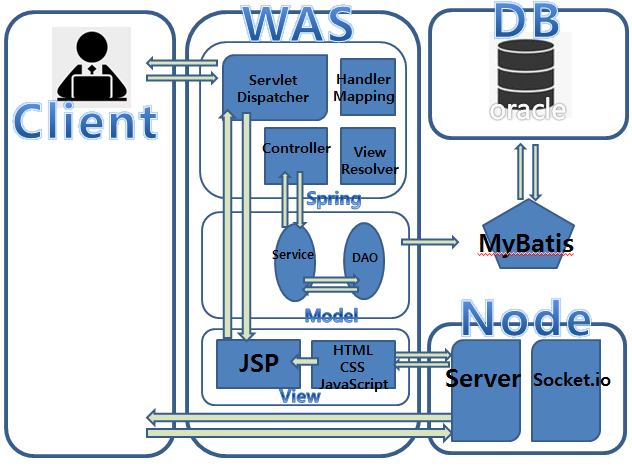 Client
WAS
Servlet
Dispatcher
Handler
Mapping
Controller
View
Resolver
Spring
Service
DAO
Model
JSP
HTML
CSS
JavaScript
View
DB
oracle
MyBatis
Node
Server
Socket.io